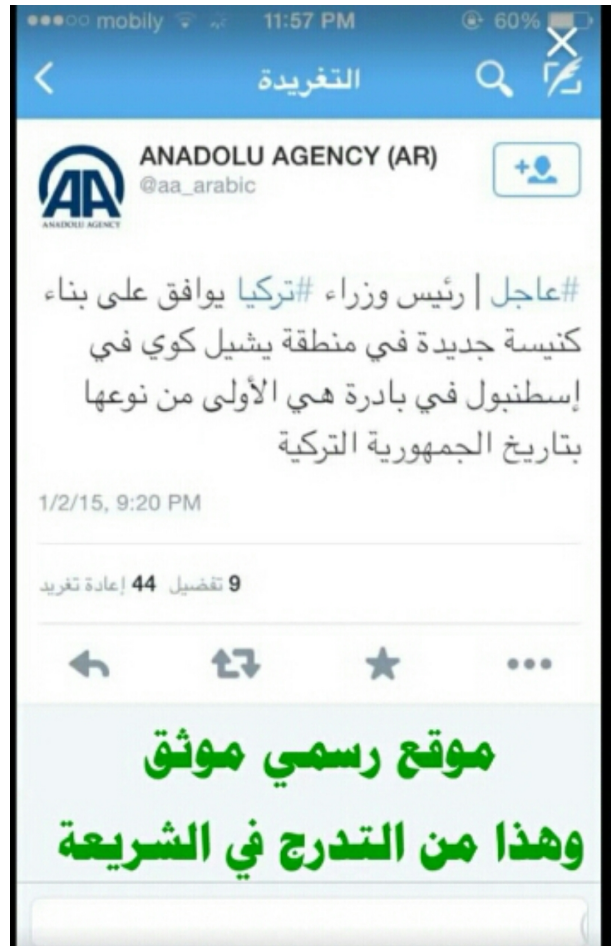 mobily 11:57 PM 60%
التغريدة
ANADOLU AGENCY (AR)
@aa_arabic
ANADOLU AGENCY
#عاجل | رئيس وزراء #تركيا يوافق على بناء
كنيسة جديدة في منطقة يشيل كوي في
إسطنبول في بادرة هي الأولى من نوعها
بتاريخ الجمهورية التركية
1/2/15, 9:20 PM
9 تفضيل 44 إعادة تغريد
موقع رسمي موثق
وهذا من التدرج في الشريعة